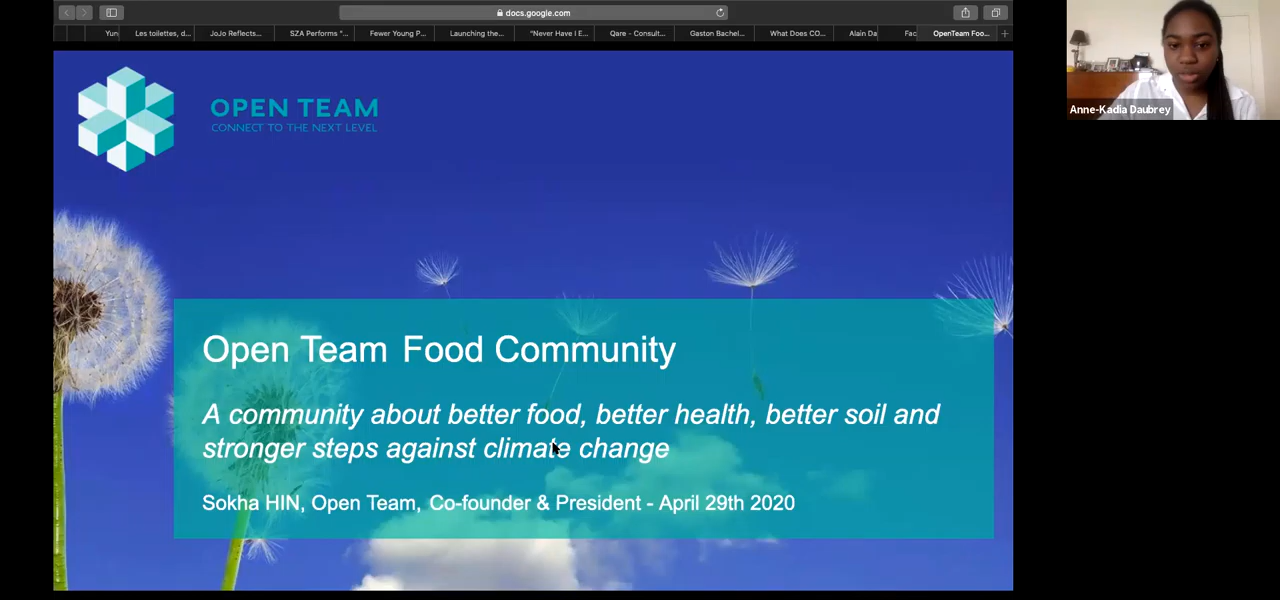 docs.google.com
Yun
Les toilettes, d...
JoJo Reflects...
SZA Performs "...
Fewer Young P...
Launching the...
"Never Have I E...
Qare - Consult...
Gaston Bachel...
What Does CO...
Alain Da
Fac
OpenTeam Foo...
OPEN TEAM
CONNECT TO THE NEXT LEVEL
Anne-Kadia Daubrey
Open Team Food Community
A community about better food, better health, better soil and
stronger steps against climate change
Sokha HIN, Open Team, Co-founder & President - April 29th 2020